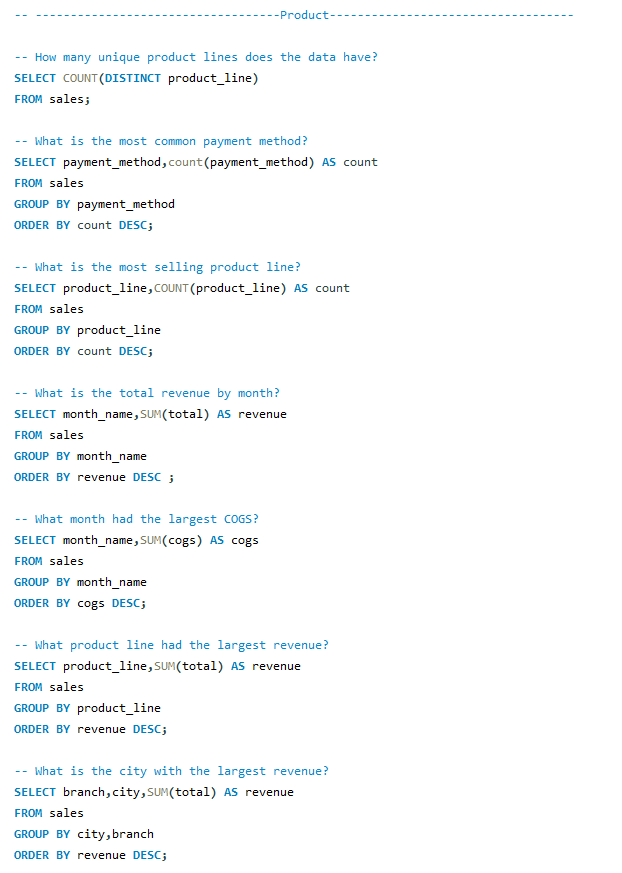 -- -----------------------------------Product-----------------------------------
-- How many unique product lines does the data have?
SELECT COUNT(DISTINCT product_line)
FROM sales;
-- What is the most common payment method?
SELECT payment_method,count(payment_method) AS count
FROM sales
GROUP BY payment_method
ORDER BY count DESC;
-- What is the most selling product line?
SELECT product_line,COUNT(product_line) AS count
FROM sales
GROUP BY product_line
ORDER BY count DESC;
-- What is the total revenue by month?
SELECT month_name,SUM(total) AS revenue
FROM sales
GROUP BY month_name
ORDER BY revenue DESC ;
-- What month had the largest COGS?
SELECT month_name,SUM(cogs) AS cogs
FROM sales
GROUP BY month_name
ORDER BY cogs DESC;
-- What product line had the largest revenue?
SELECT product_line,SUM(total) AS revenue
FROM sales
GROUP BY product_line
ORDER BY revenue DESC;
-- What is the city with the largest revenue?
SELECT branch,city,SUM(total) AS revenue
FROM sales
GROUP BY city,branch
ORDER BY revenue DESC;